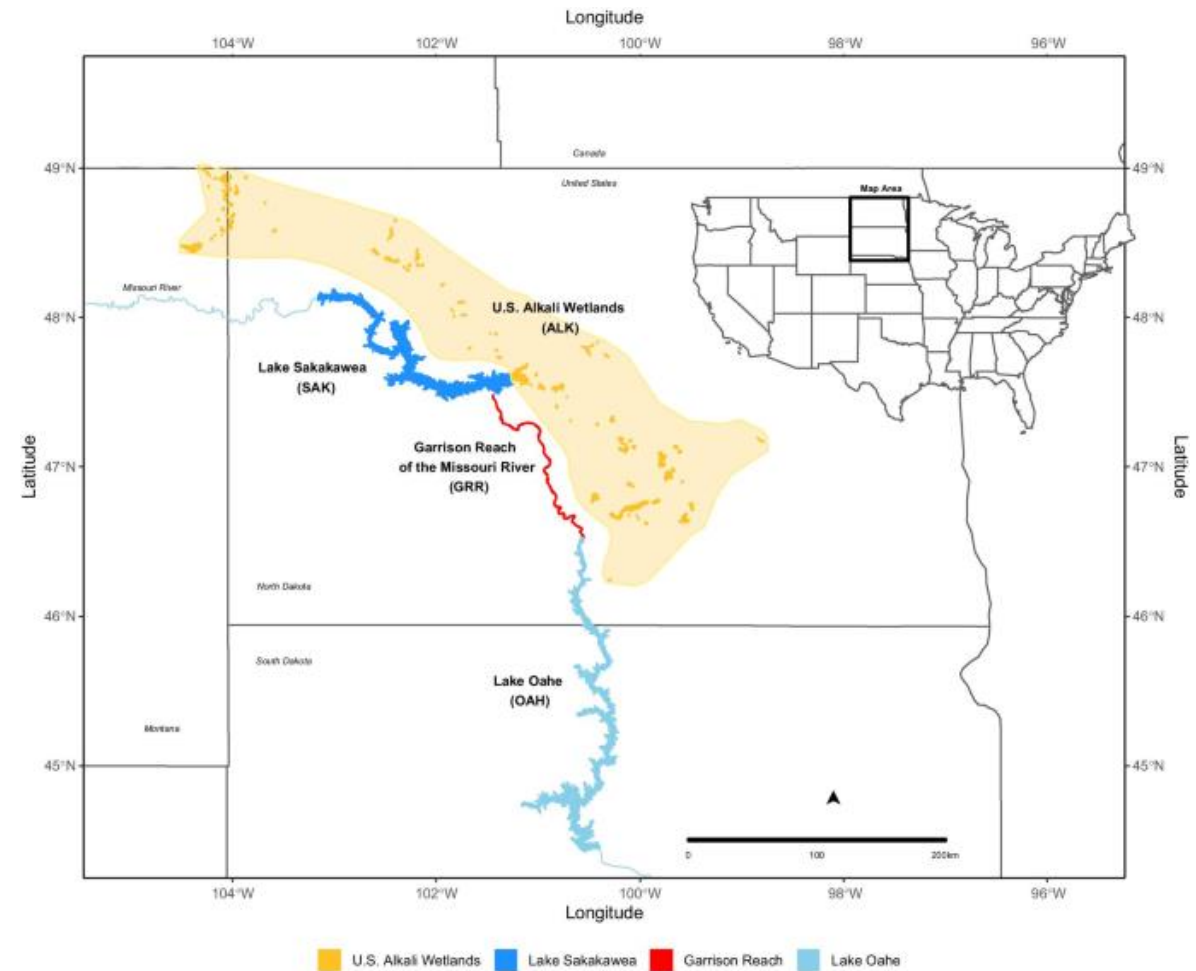 Longitude
104°W 102°W 100°W 98°W 96°W
Canada
49°N 49°N
United States
Map Area
Missouri River
U.S. Alkali Wetlands
(ALK)
48°N 48°N
Lake Sakakawea
(SAK)
Garrison Reach
of the Missouri River
(GRR)
Latitude
Latitude
47°N 47°N
North Dakota
46°N 46°N
South Dakota
Lake Oahe
(OAH)
Montana
45°N 45°N
0 100 200km
104°W 102°W 100°W 98°W 96°W
Longitude
U.S. Alkali Wetlands Lake Sakakawea Garrison Reach Lake Oahe